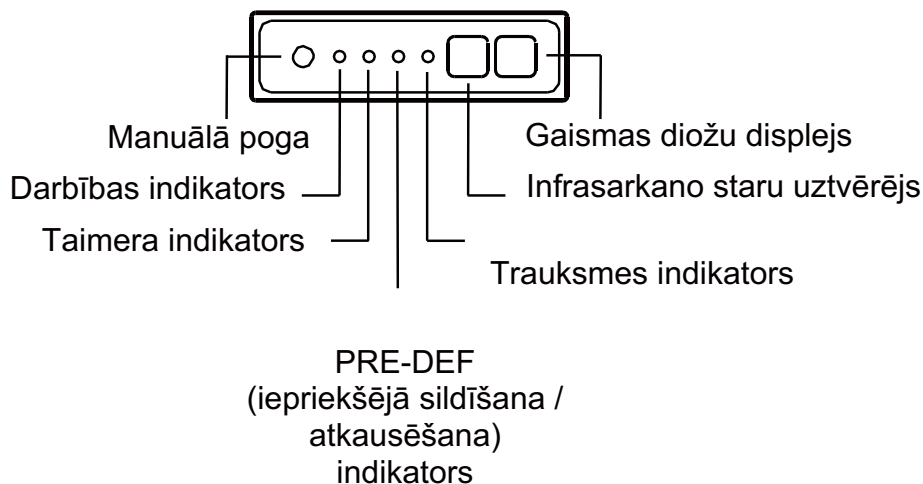 Manuālā poga
Gaismas diožu displejs
Darbības indikators
Infrasarkano staru uztvērējs
Taimera indikators
Trauksmes indikators
PRE-DEF
(iepriekšējā sildīšana /
atkausēšana)
indikators